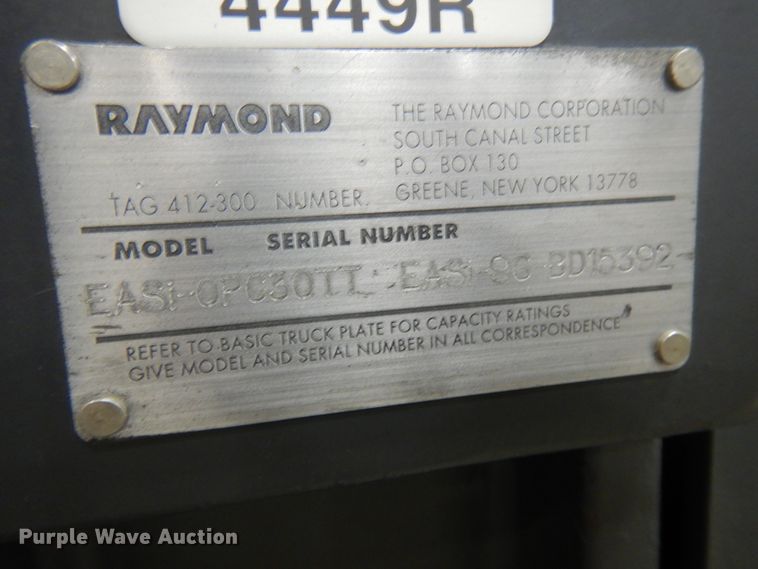 4449R
RAYMOND
THE RAYMOND CORPORATION
SOUTH CANAL STREET
P.O. BOX 130
GREENE, NEW YORK 13778
TAG 412-300 NUMBER.
MODEL SERIAL NUMBER
EASi-OPC30TT EASi-96-BD15392
REFER TO BASIC TRUCK PLATE FOR CAPACITY RATINGS
GIVE MODEL AND SERIAL NUMBER IN ALL CORRESPONDENCE
Purple Wave Auction